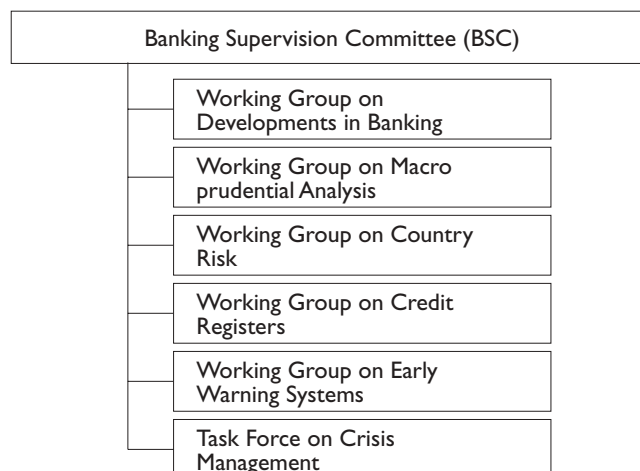 Banking Supervision Committee (BSC)
Working Group on
Developments in Banking
Working Group on Macro
prudential Analysis
Working Group on Country
Risk
Working Group on Credit
Registers
Working Group on Early
Warning Systems
Task Force on Crisis
Management